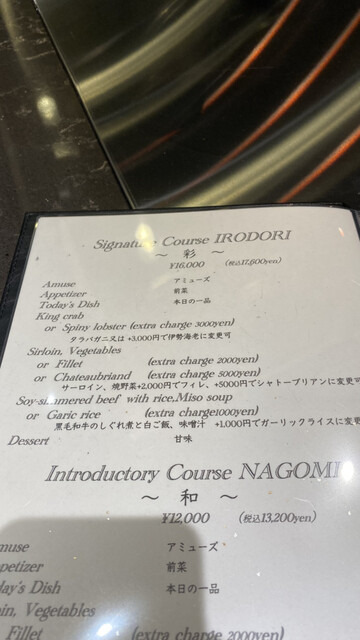 Signature Course IRODORI
～ 彩 ～
¥16,000 (税込17,600yen)
Amuse アミューズ
Appetizer 前菜
Today's Dish 本日の一品
King crab
or Spiny lobster (extra charge 3000yen)
タラバガニ又は +3,000円で伊勢海老に変更可
Sirloin, Vegetables
or Fillet (extra charge 2000yen)
or Chateaubriand (extra charge 5000yen)
サーロイン、焼野菜+2,000円でフィレ、+5000円でシャトーブリアンに変更可
Soy-simmered beef with rice,Miso soup
or Garic rice (extra charge1000yen)
黒毛和牛のしぐれ煮と白ご飯、味噌汁 +1,000円でガーリックライスに変更
Dessert 甘味
Introductory Course NAGOMI
～ 和 ～
¥12,000 (税込13,200yen)
muse アミューズ
petizer 前菜
ay's Dish 本日の一品
oin, Vegetables
Fillet (extra charge 2000yen)